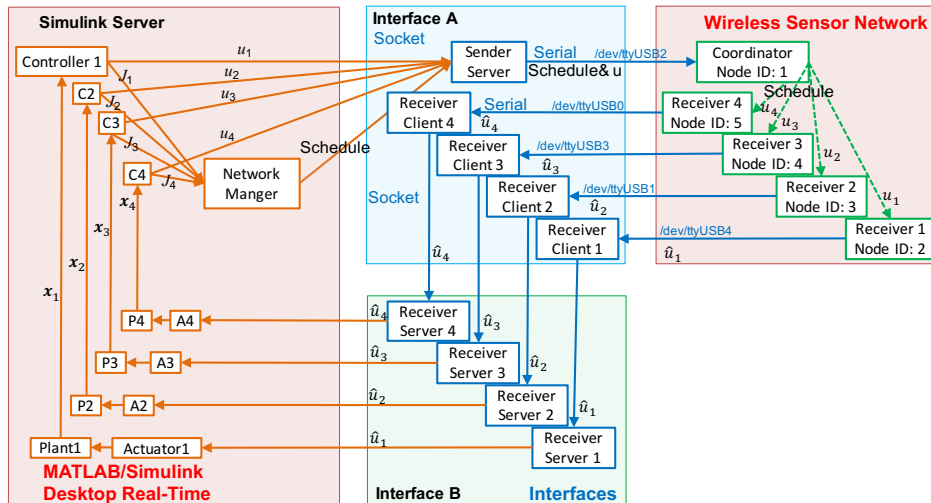 Simulink Server
Controller 1
C2
C3
C4
J₁
J₂
J₃
J₄
u₁
u₂
u₃
u₄
Network
Manger
Schedule
x₄
x₃
x₂
x₁
P4
A4
P3
A3
P2
A2
Plant1
Actuator1
MATLAB/Simulink
Desktop Real-Time
Interface A
Socket
Sender
Server
Serial
/dev/ttyUSB2
Schedule& u
Receiver
Client 4
Serial
/dev/ttyUSB0
û₄
Receiver
Client 3
/dev/ttyUSB3
û₃
Socket
Receiver
Client 2
/dev/ttyUSB1
û₂
Receiver
Client 1
/dev/ttyUSB4
û₁
û₄
û₃
û₂
û₁
Receiver
Server 4
û₄
Receiver
Server 3
û₃
Receiver
Server 2
û₂
Receiver
Server 1
û₁
Interface B
Interfaces
Wireless Sensor Network
Coordinator
Node ID: 1
Schedule
u₄
u₃
u₂
u₁
Receiver 4
Node ID: 5
Receiver 3
Node ID: 4
Receiver 2
Node ID: 3
Receiver 1
Node ID: 2